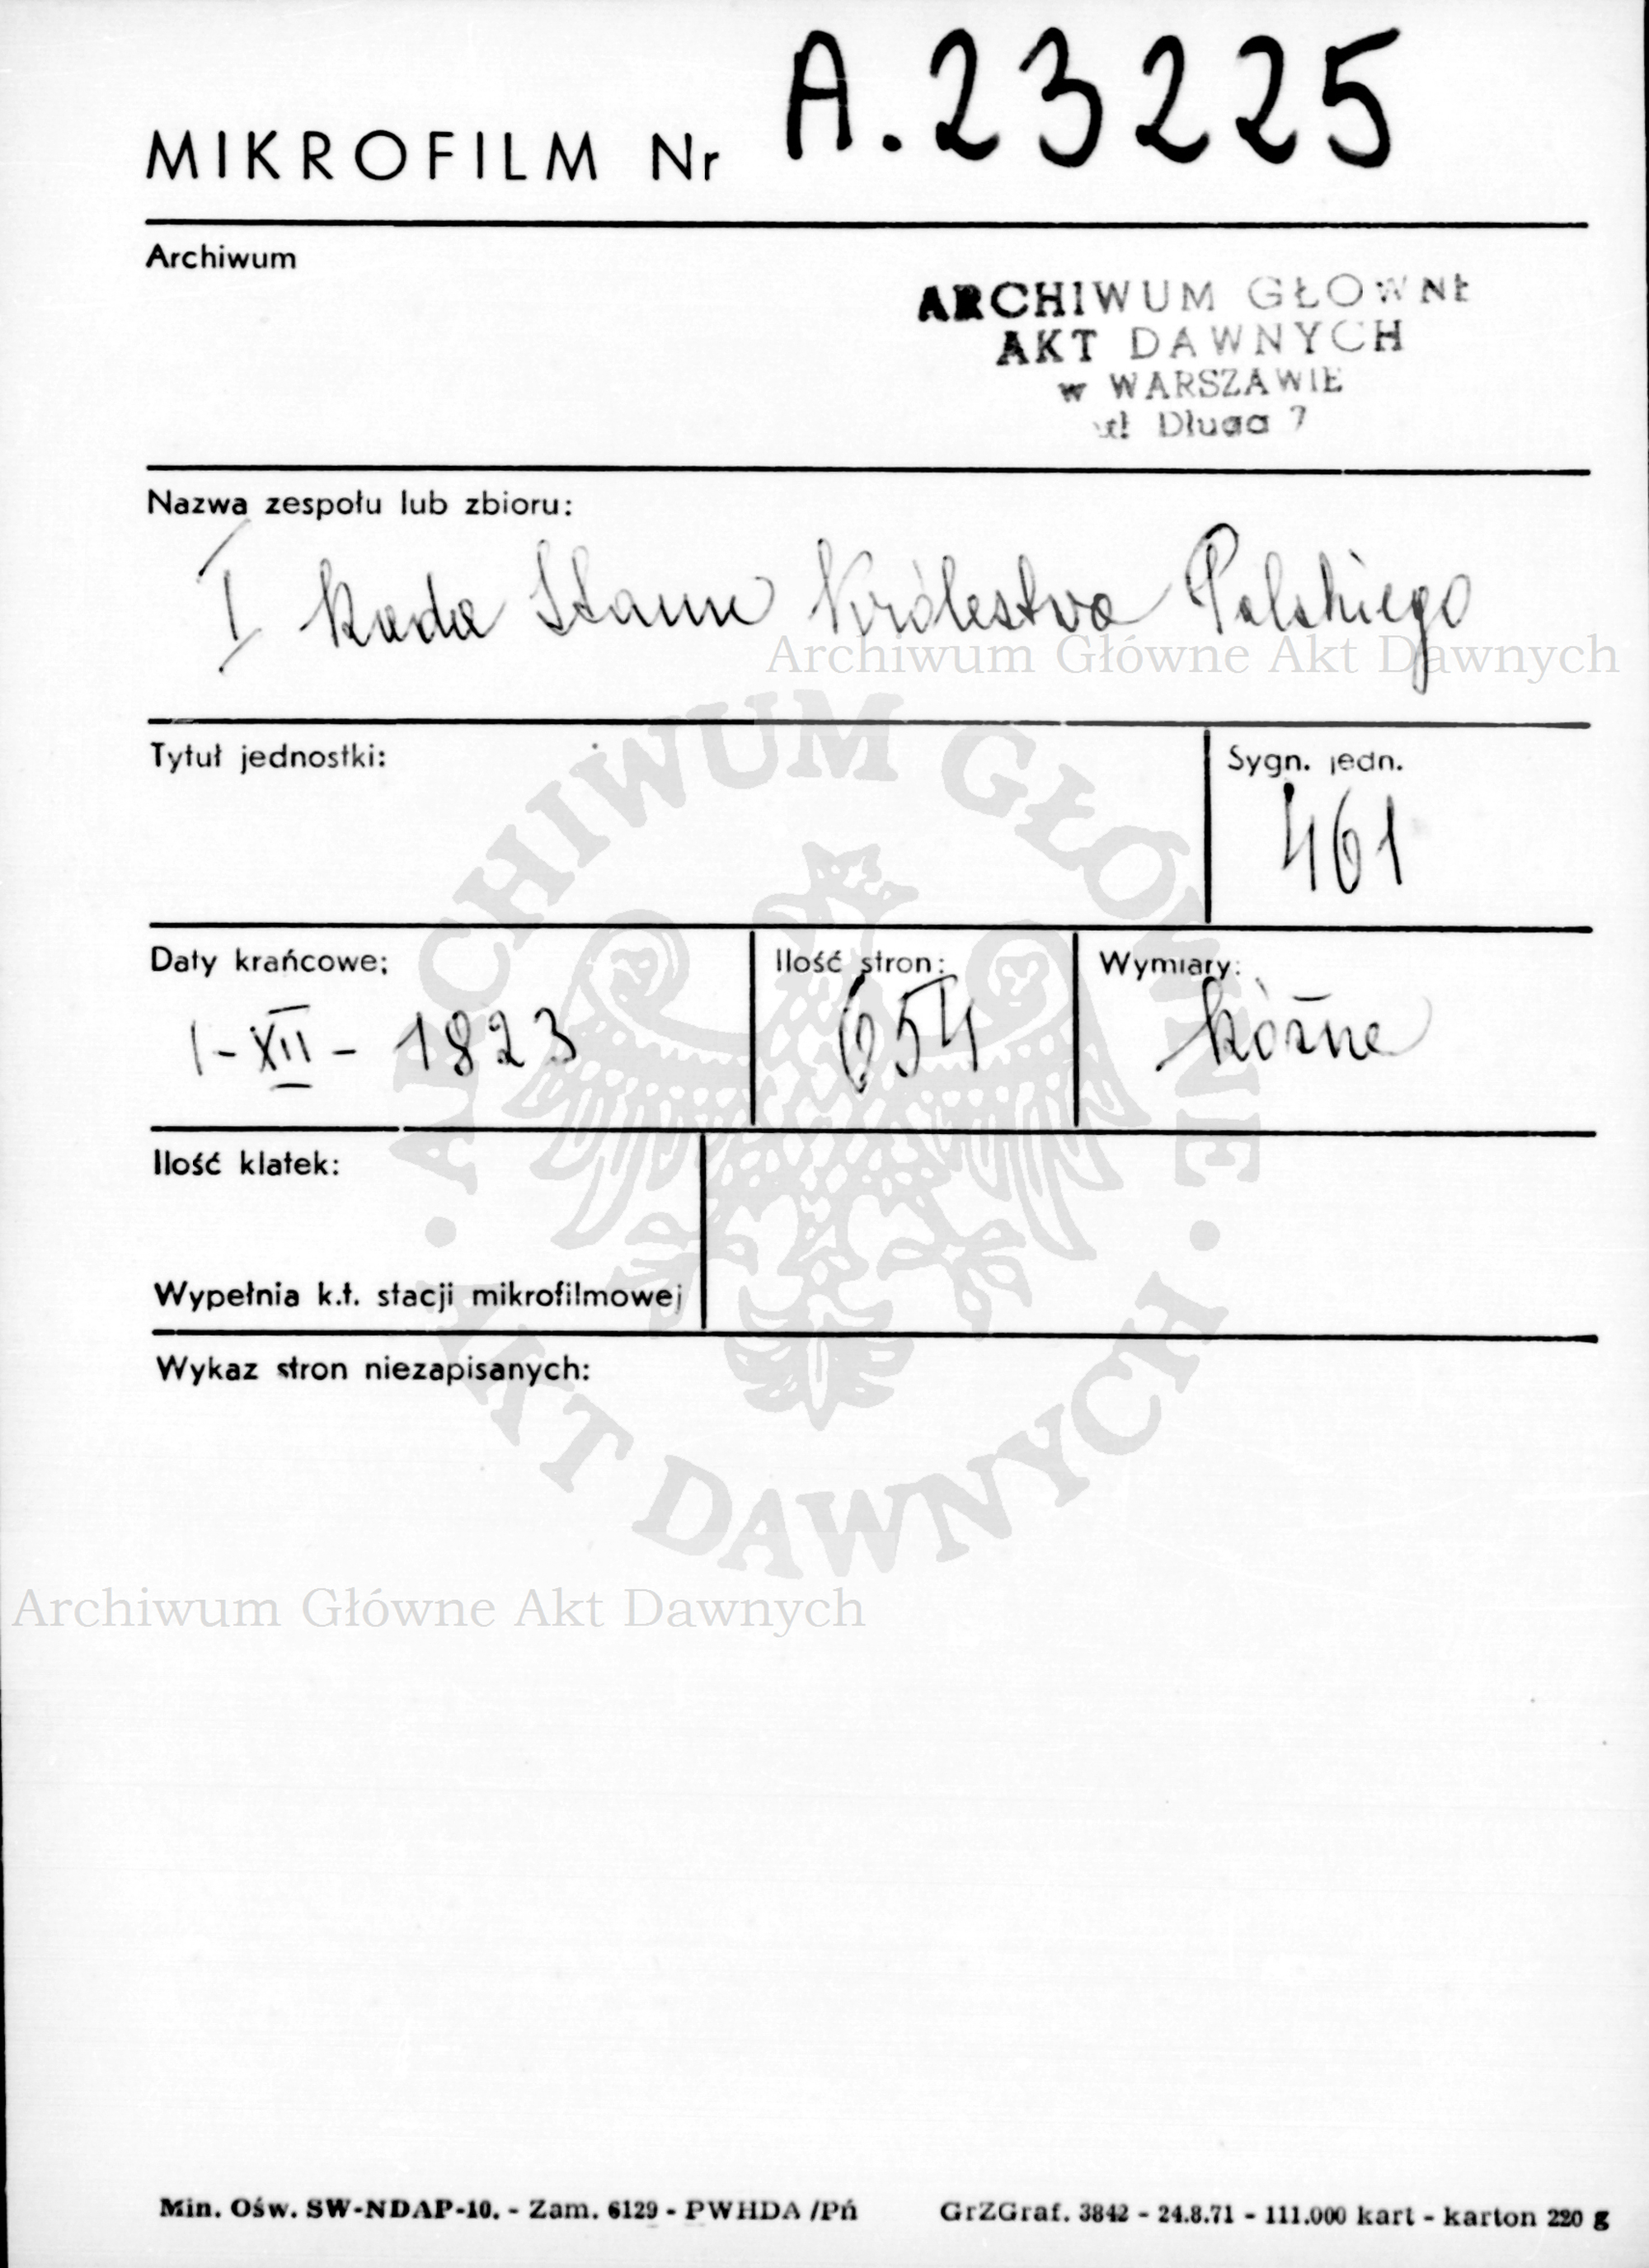 MIKROFILM Nr A.23225
Archiwum
ARCHIWUM GŁOWNE
AKT DAWNYCH
w WARSZAWIE
ul Długa 7
Nazwa zespołu lub zbioru:
I Rada Stanu Królestwa Polskiego
Archiwum Główne Akt Dawnych
Tytuł jednostki:
Sygn. jedn.
461
Daty krańcowe:
I-XII-1823
Ilość stron:
654
Wymiary:
Różne
Ilość klatek:
Wypełnia k.t. stacji mikrofilmowej
Wykaz stron niezapisanych:
ARCHIWUM GŁÓWNE · AKT DAWNYCH ·
Archiwum Główne Akt Dawnych
Min. Ośw. SW-NDAP-10. - Zam. 6129 - PWHDA /Pń
GrZGraf. 3842 - 24.8.71 - 111.000 kart - karton 220 g